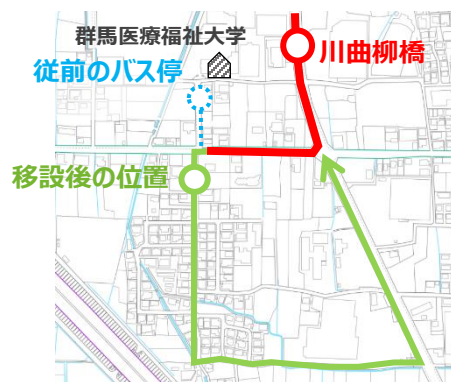 群馬医療福祉大学
川曲柳橋
従前のバス停
移設後の位置